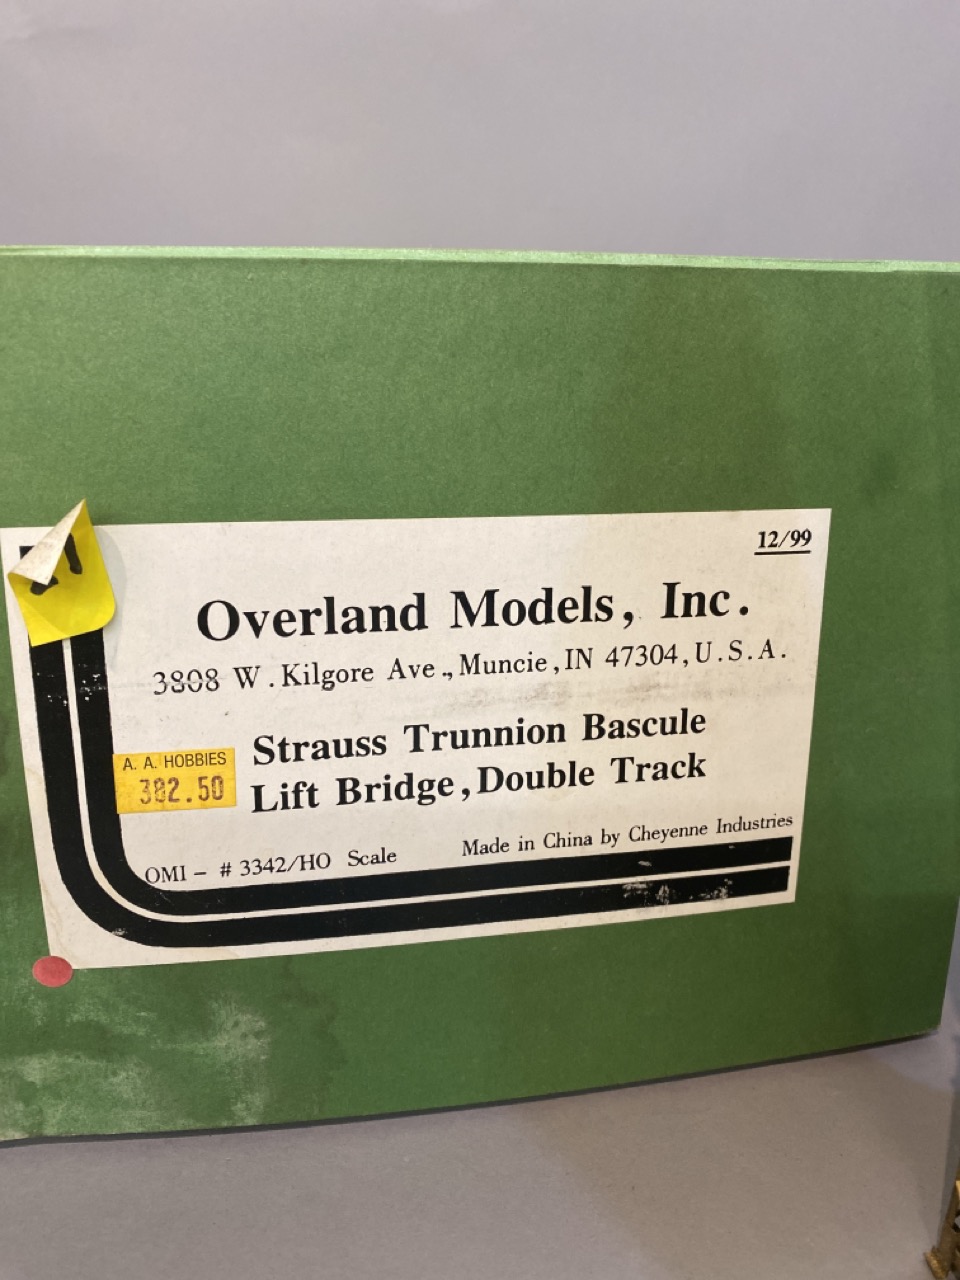 12/99
Overland Models, Inc.
3808 W. Kilgore Ave., Muncie, IN 47304, U.S.A.
Strauss Trunnion Bascule
Lift Bridge, Double Track
A. A. HOBBIES
382.50
OMI - # 3342/HO Scale
Made in China by Cheyenne Industries